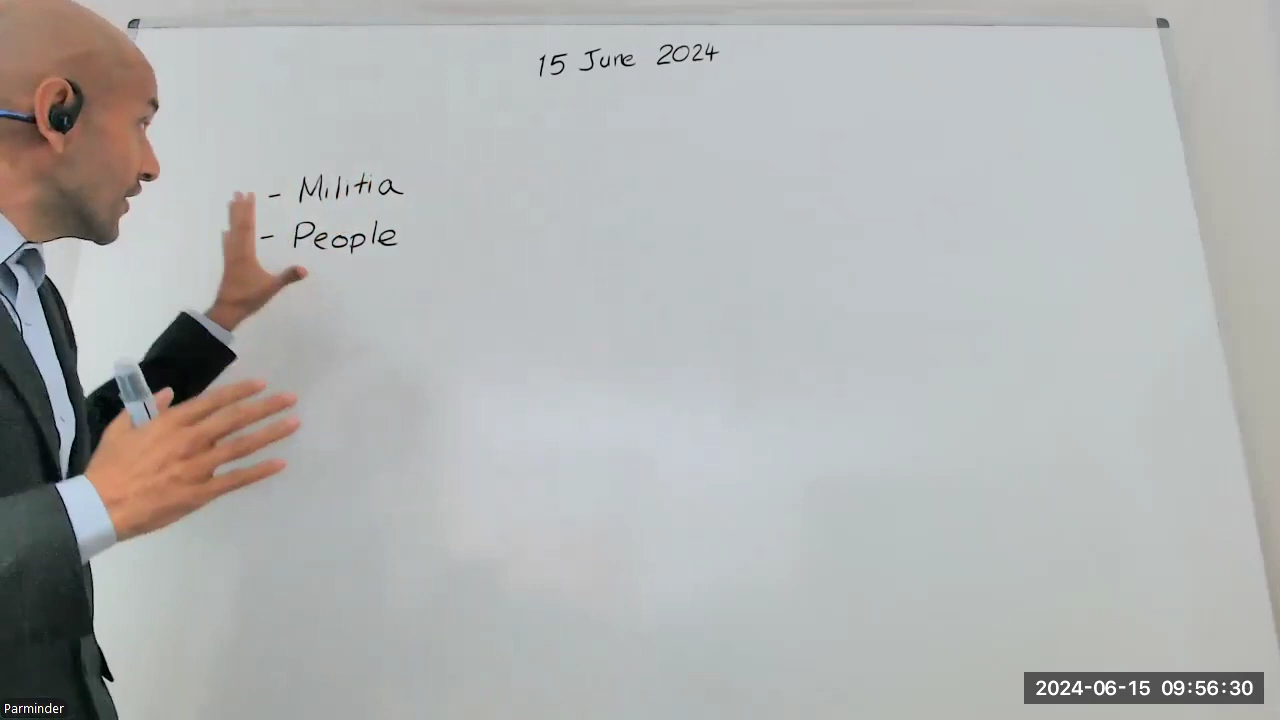 15 June 2024
- Militia
- People
2024-06-15 09:56:30
Parminder